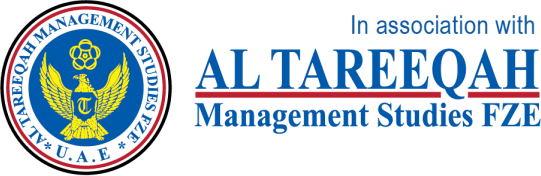 AL TAREEQAH MANAGEMENT STUDIES FZE
T
* U.A.E *
In association with
AL TAREEQAH
Management Studies FZE